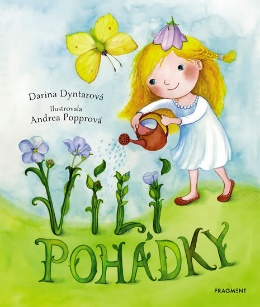 Darina Dyntarová
Ilustrovala
Andrea Popprová
VÍLÍ
POHÁDKY
FRAGMENT